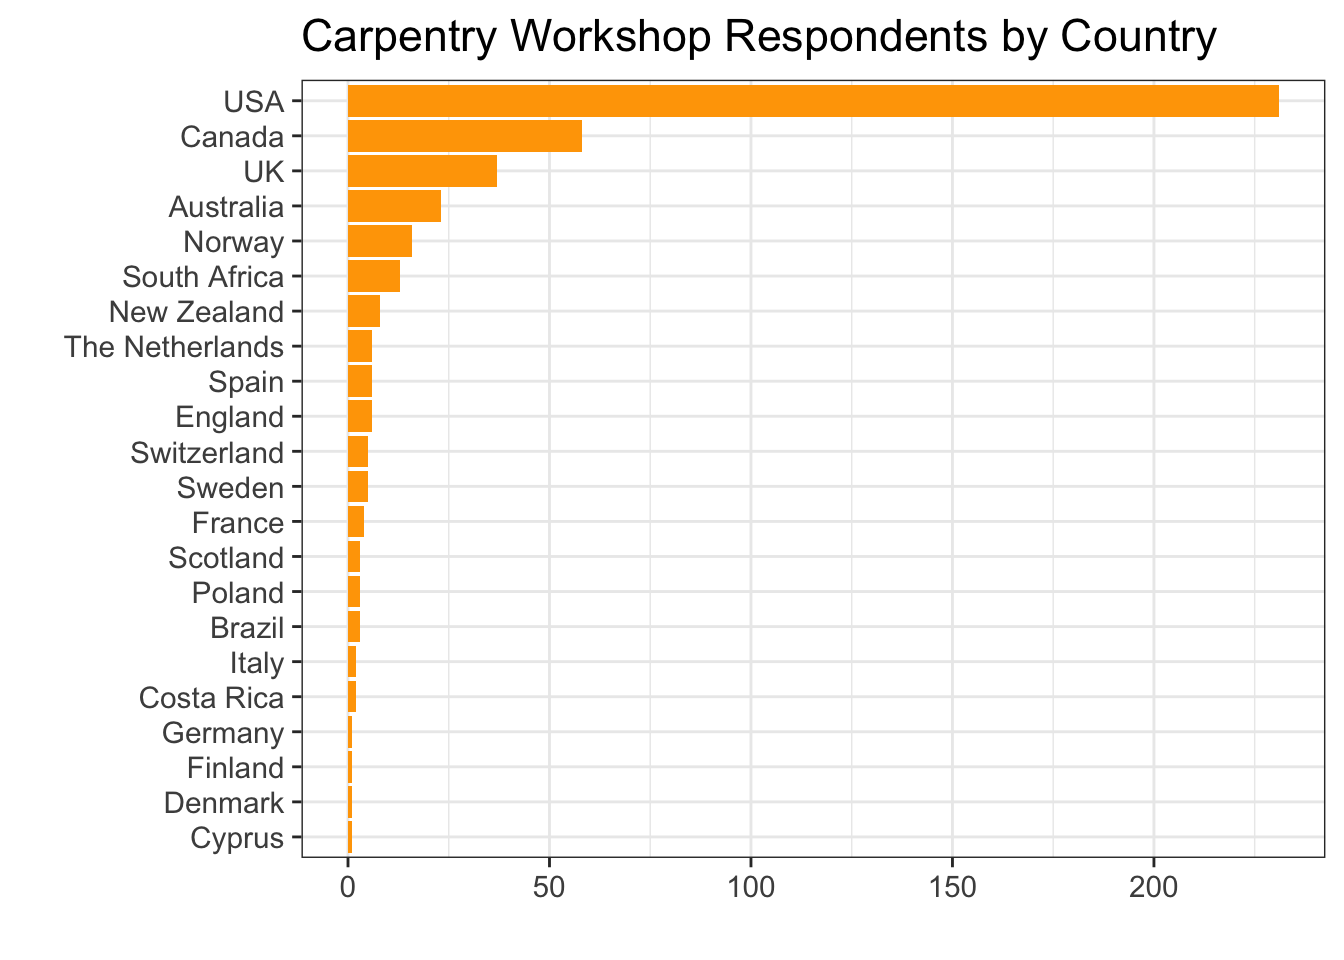 Carpentry Workshop Respondents by Country
USA
Canada
UK
Australia
Norway
South Africa
New Zealand
The Netherlands
Spain
England
Switzerland
Sweden
France
Scotland
Poland
Brazil
Italy
Costa Rica
Germany
Finland
Denmark
Cyprus
0 50 100 150 200